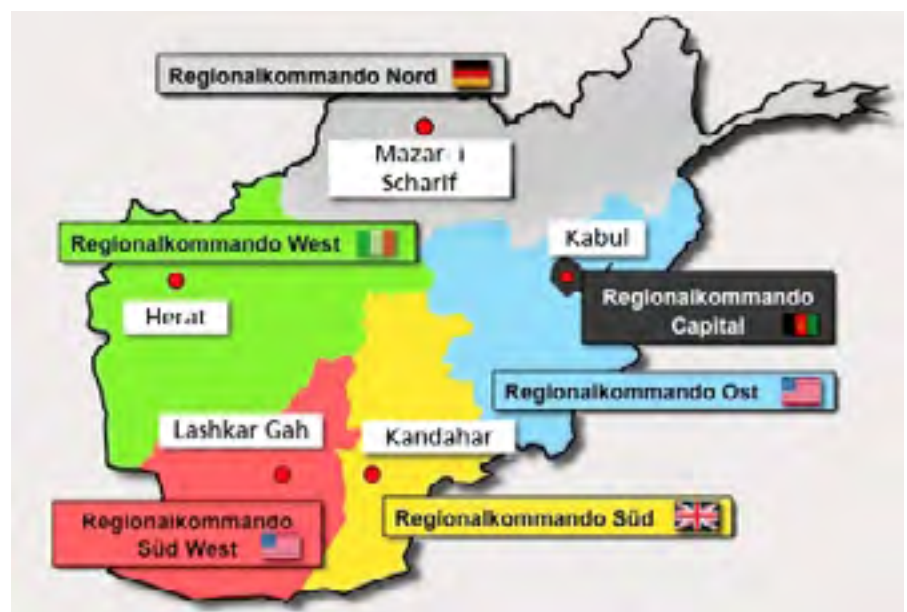 Regionalkommando Nord
Mazar- i
Scharif
Regionalkommando West
Kabul
Herat
Regionalkommando
Capital
Regionalkommando Ost
Lashkar Gah
Kandahar
Regionalkommando
Süd West
Regionalkommando Süd